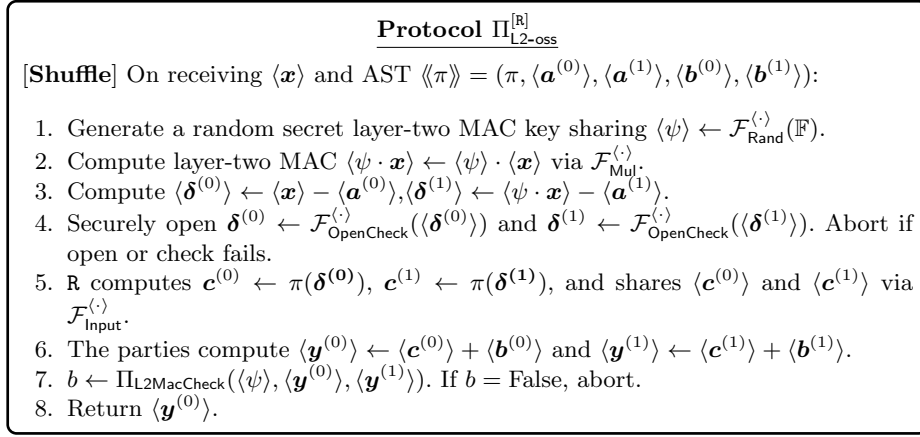 Protocol Π^{[R]}_{L2-oss}
[Shuffle] On receiving ⟨x⟩ and AST ⟪π⟫ = (π, ⟨a^{(0)}⟩, ⟨a^{(1)}⟩, ⟨b^{(0)}⟩, ⟨b^{(1)}⟩):
1. Generate a random secret layer-two MAC key sharing ⟨ψ⟩ ← F^{⟨·⟩}_{Rand}(𝔽).
2. Compute layer-two MAC ⟨ψ · x⟩ ← ⟨ψ⟩ · ⟨x⟩ via F^{⟨·⟩}_{Mul}.
3. Compute ⟨δ^{(0)}⟩ ← ⟨x⟩ − ⟨a^{(0)}⟩,⟨δ^{(1)}⟩ ← ⟨ψ · x⟩ − ⟨a^{(1)}⟩.
4. Securely open δ^{(0)} ← F^{⟨·⟩}_{OpenCheck}(⟨δ^{(0)}⟩) and δ^{(1)} ← F^{⟨·⟩}_{OpenCheck}(⟨δ^{(1)}⟩). Abort if
open or check fails.
5. R computes c^{(0)} ← π(δ^{(0)}), c^{(1)} ← π(δ^{(1)}), and shares ⟨c^{(0)}⟩ and ⟨c^{(1)}⟩ via
F^{⟨·⟩}_{Input}.
6. The parties compute ⟨y^{(0)}⟩ ← ⟨c^{(0)}⟩ + ⟨b^{(0)}⟩ and ⟨y^{(1)}⟩ ← ⟨c^{(1)}⟩ + ⟨b^{(1)}⟩.
7. b ← Π_{L2MacCheck}(⟨ψ⟩, ⟨y^{(0)}⟩, ⟨y^{(1)}⟩). If b = False, abort.
8. Return ⟨y^{(0)}⟩.